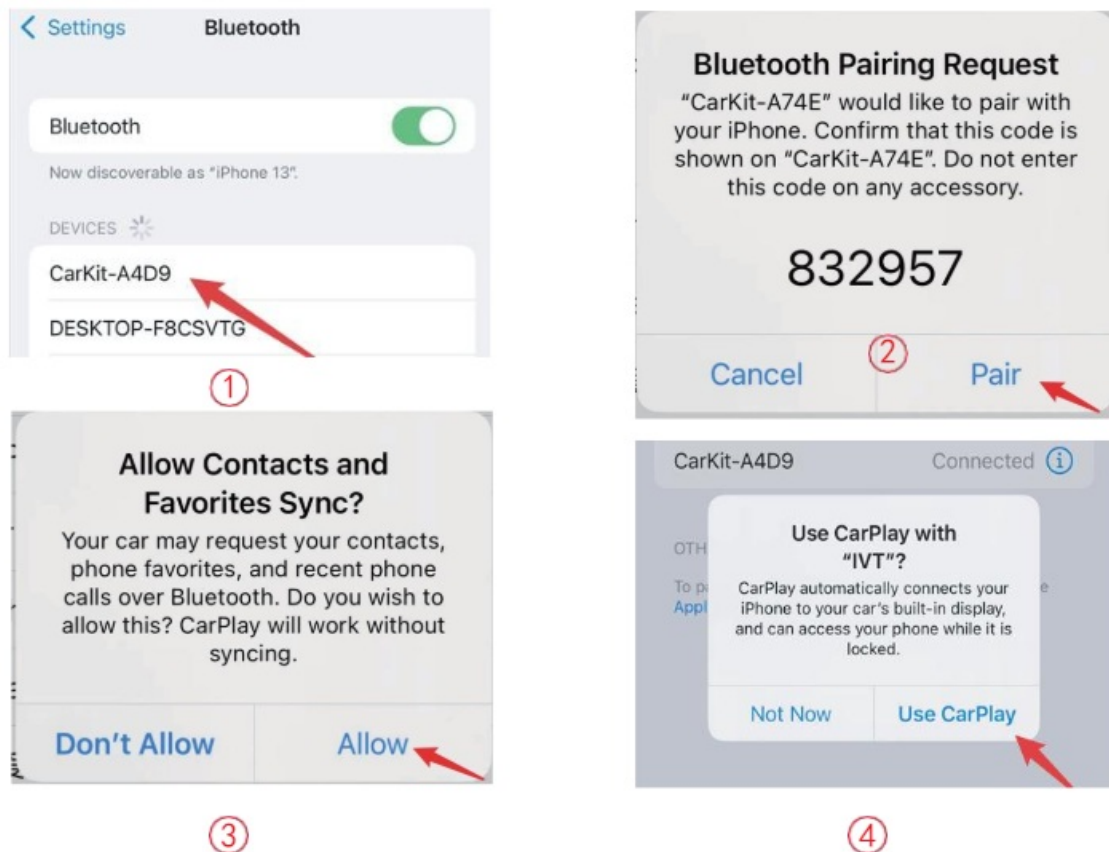 Settings
Bluetooth
Bluetooth
Now discoverable as "iPhone 13".
DEVICES
CarKit-A4D9
DESKTOP-F8CSVTG
①
Bluetooth Pairing Request
"CarKit-A74E" would like to pair with
your iPhone. Confirm that this code is
shown on "CarKit-A74E". Do not enter
this code on any accessory.
832957
②
Cancel
Pair
Allow Contacts and
Favorites Sync?
Your car may request your contacts,
phone favorites, and recent phone
calls over Bluetooth. Do you wish to
allow this? CarPlay will work without
syncing.
Don't Allow
Allow
③
CarKit-A4D9
Connected
OTH
To p
e
Appl
Use CarPlay with
"IVT"?
CarPlay automatically connects your
iPhone to your car's built-in display,
and can access your phone while it is
locked.
Not Now
Use CarPlay
④